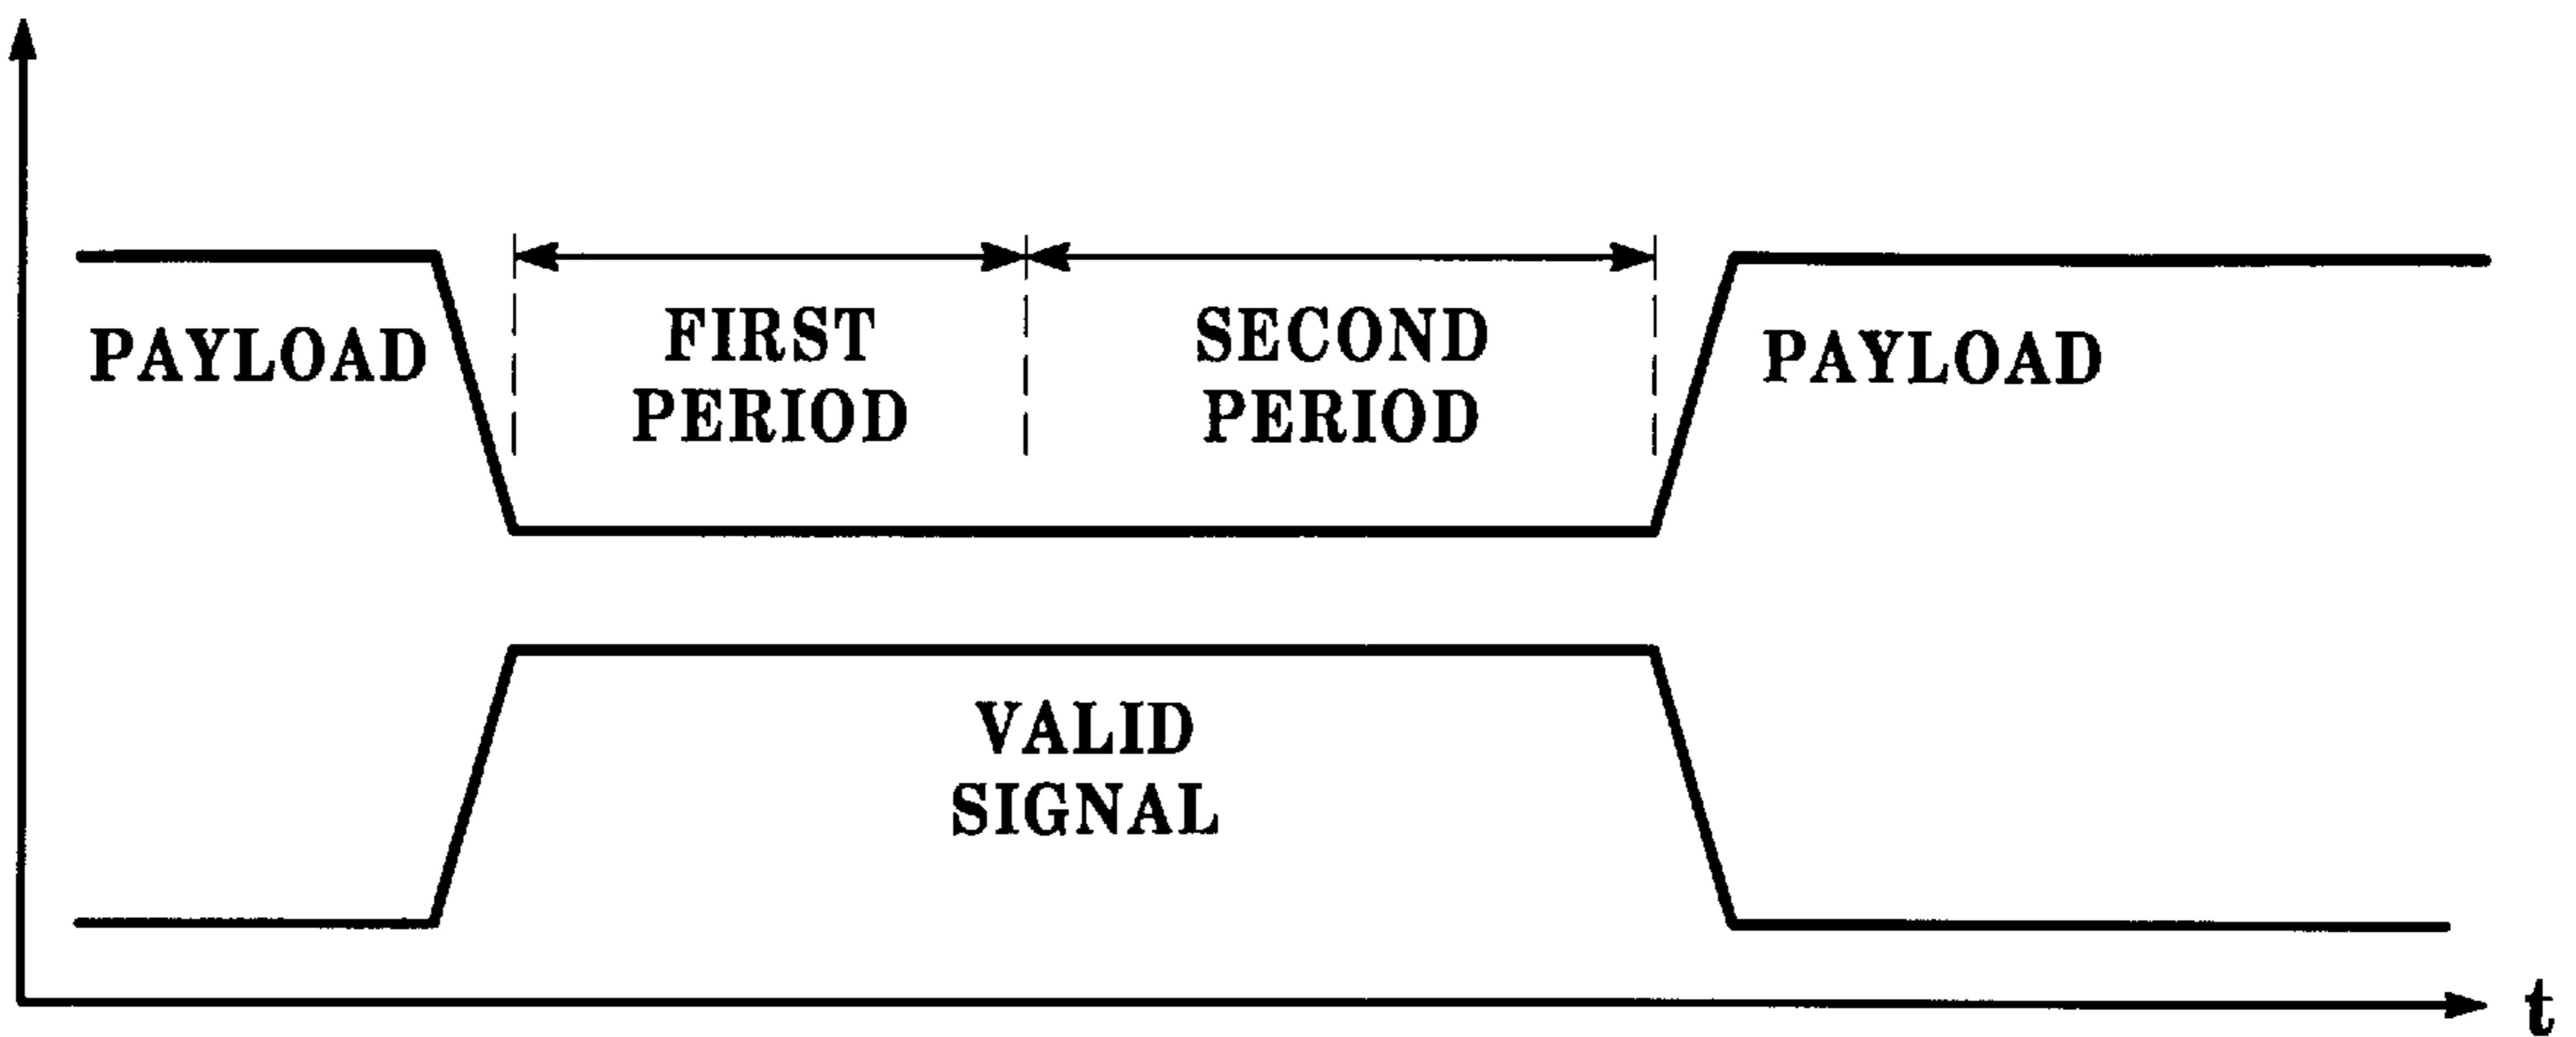 PAYLOAD
FIRST
PERIOD
SECOND
PERIOD
PAYLOAD
VALID
SIGNAL
t